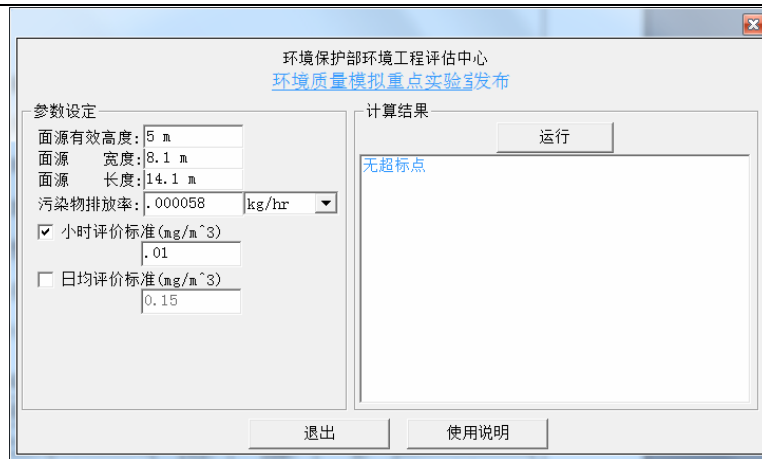 环境保护部环境工程评估中心
环境质量模拟重点实验室发布
参数设定
面源有效高度: 5 m
面源 宽度: 8.1 m
面源 长度: 14.1 m
污染物排放率: .000058 kg/hr
小时评价标准(mg/m^3)
.01
日均评价标准(mg/m^3)
0.15
计算结果
运行
无超标点
退出 使用说明